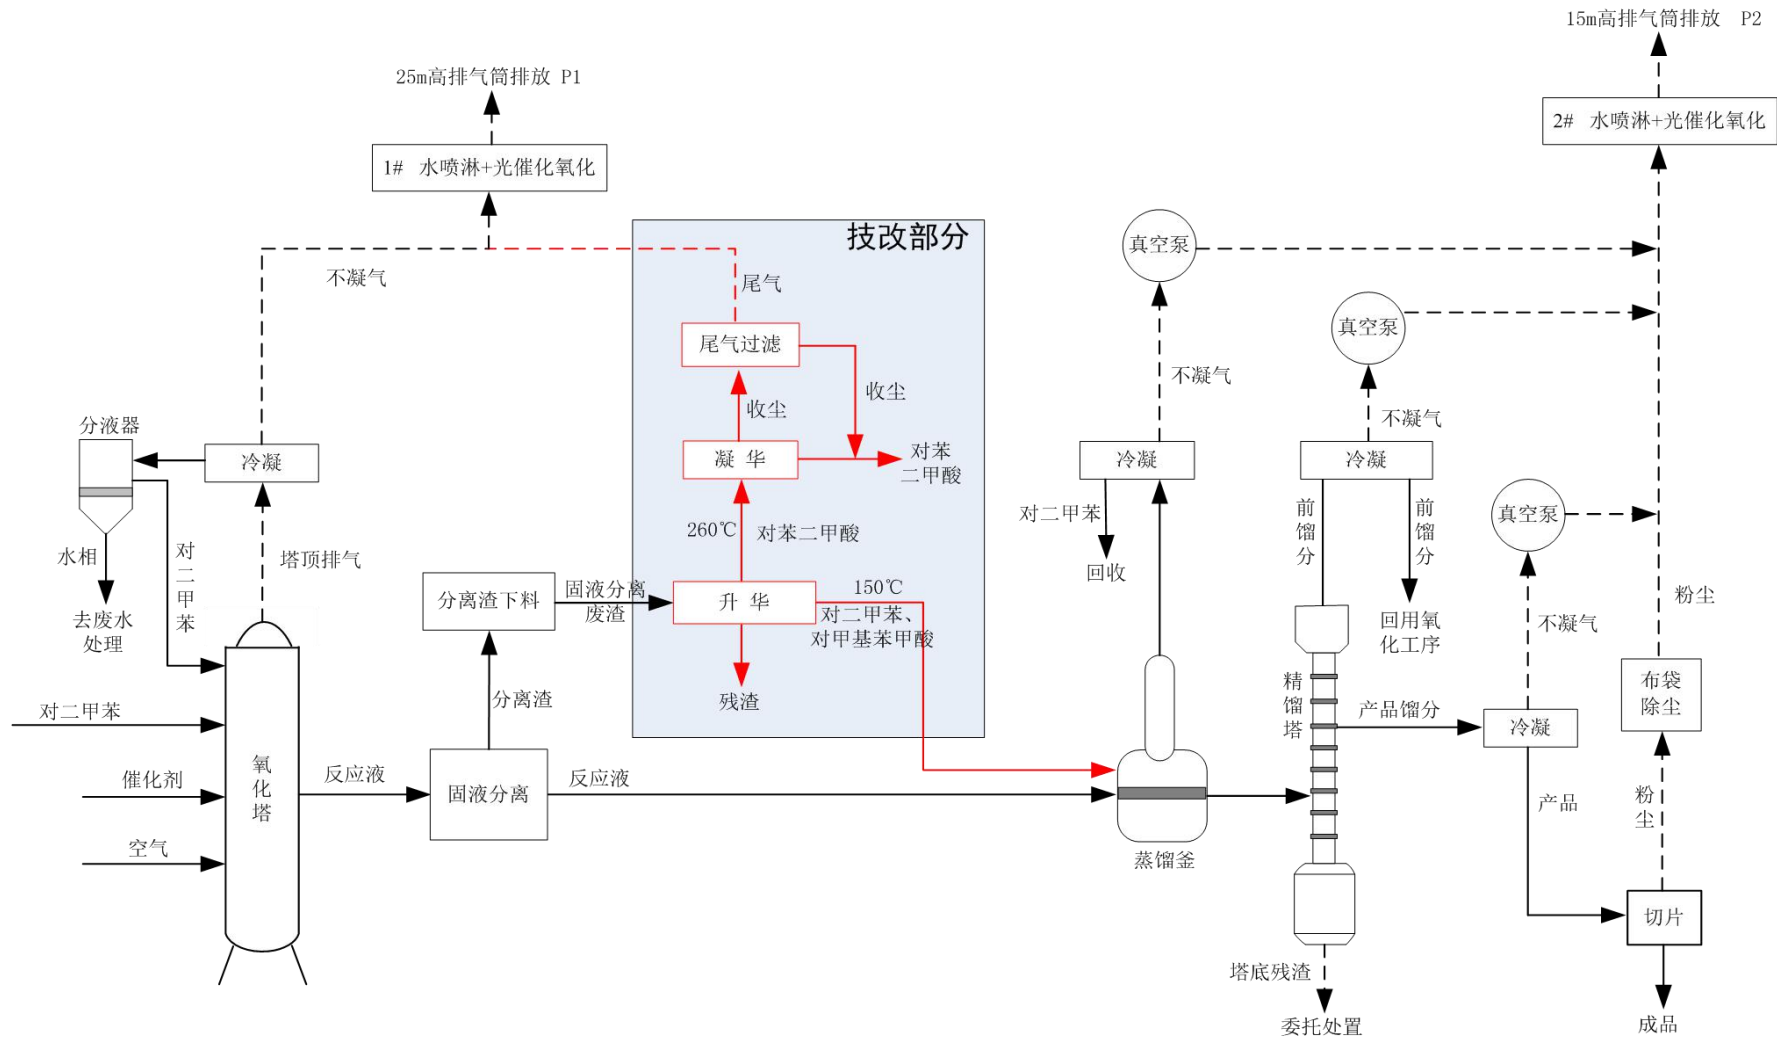 15m高排气筒排放 P2
25m高排气筒排放 P1
2# 水喷淋+光催化氧化
1# 水喷淋+光催化氧化
技改部分
真空泵
不凝气
尾气
真空泵
尾气过滤
不凝气
收尘
收尘
不凝气
分液器
冷凝
凝 华
对苯
二甲酸
冷凝
冷凝
真空泵
260℃
对苯二甲酸
对二甲苯
前馏分
前馏分
水相
对二甲苯
塔顶排气
回收
分离渣下料
固液分离
废渣
升 华
150℃
对二甲苯、
对甲基苯甲酸
去废水
处理
回用氧
化工序
不凝气
粉尘
分离渣
残渣
精馏塔
产品馏分
冷凝
布袋
除尘
对二甲苯
氧化塔
催化剂
反应液
固液分离
反应液
产品
粉尘
空气
蒸馏釜
切片
塔底残渣
委托处置
成品